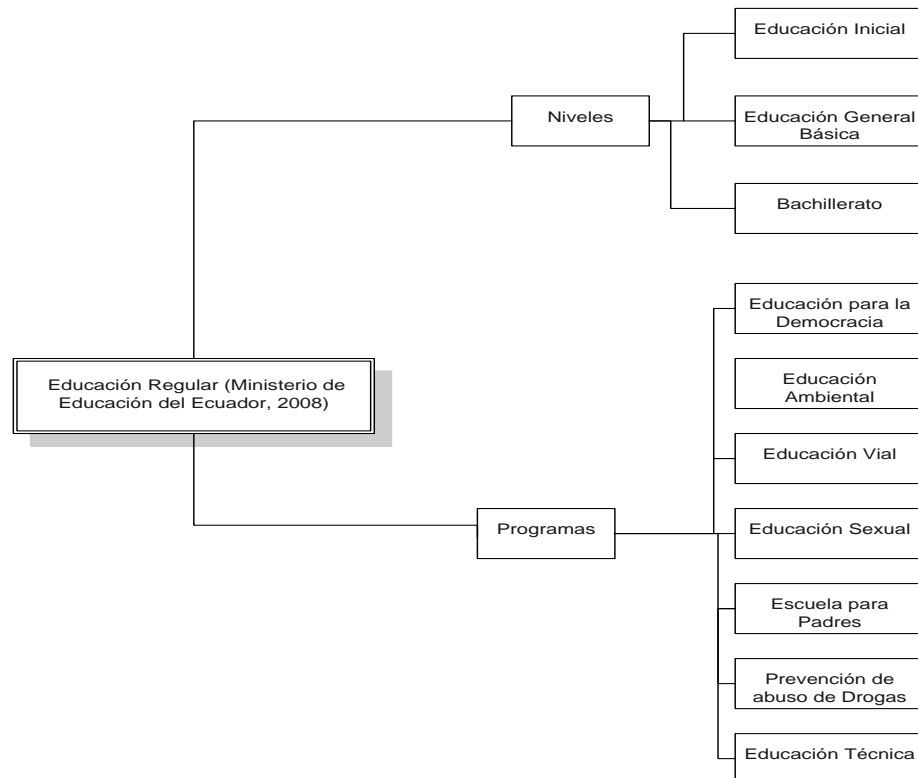 Educación Regular (Ministerio de
Educación del Ecuador, 2008)
Niveles
Educación Inicial
Educación General
Básica
Bachillerato
Programas
Educación para la
Democracia
Educación
Ambiental
Educación Vial
Educación Sexual
Escuela para
Padres
Prevención de
abuso de Drogas
Educación Técnica